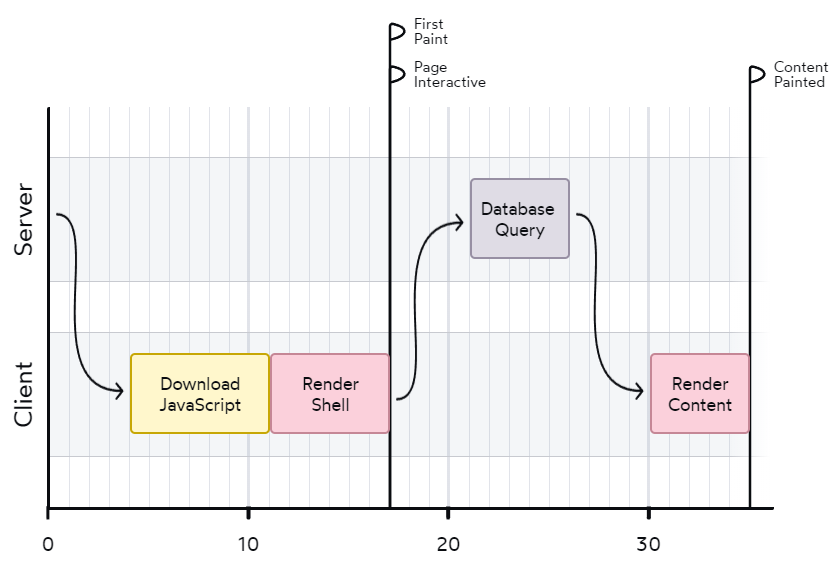 First
Paint
Page
Interactive
Content
Painted
Server
Database
Query
Client
Download
JavaScript
Render
Shell
Render
Content
0
10
20
30